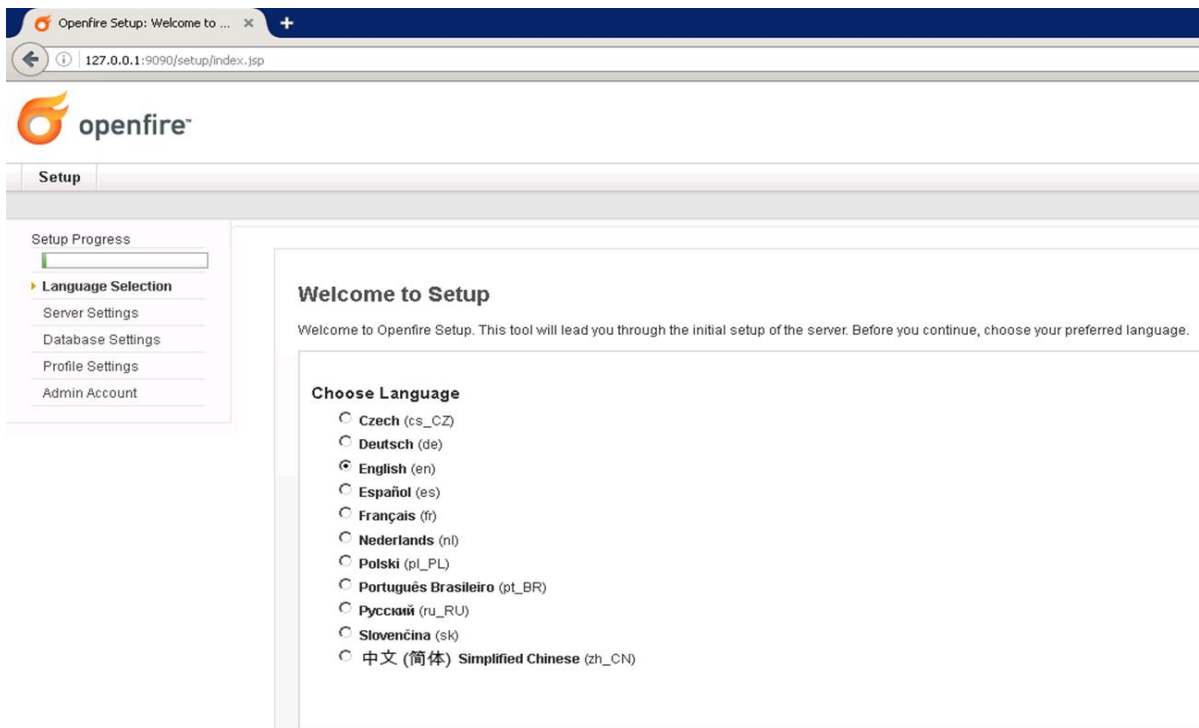 Openfire Setup: Welcome to ...
127.0.0.1:9090/setup/index.jsp
openfire™
Setup
Setup Progress
Language Selection
Server Settings
Database Settings
Profile Settings
Admin Account
Welcome to Setup
Welcome to Openfire Setup. This tool will lead you through the initial setup of the server. Before you continue, choose your preferred language.
Choose Language
Czech (cs_CZ)
Deutsch (de)
English (en)
Español (es)
Français (fr)
Nederlands (nl)
Polski (pl_PL)
Português Brasileiro (pt_BR)
Русский (ru_RU)
Slovenčina (sk)
中文 (简体) Simplified Chinese (zh_CN)